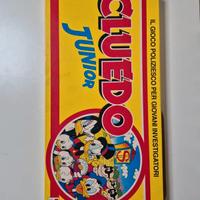 CLUEDO
JUNIOR
IL GIOCO POLIZIESCO PER GIOVANI INVESTIGATORI